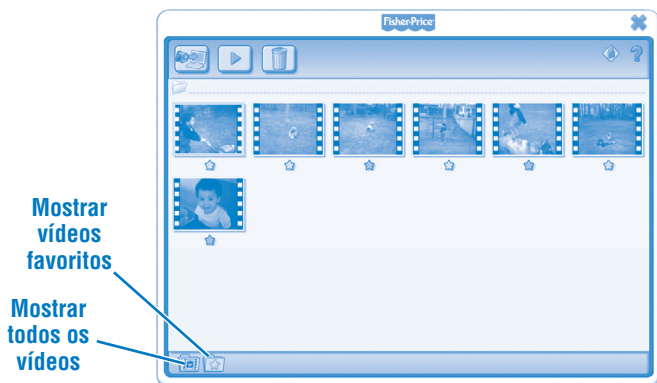 Fisher-Price
?
Mostrar
vídeos
favoritos
Mostrar
todos os
vídeos